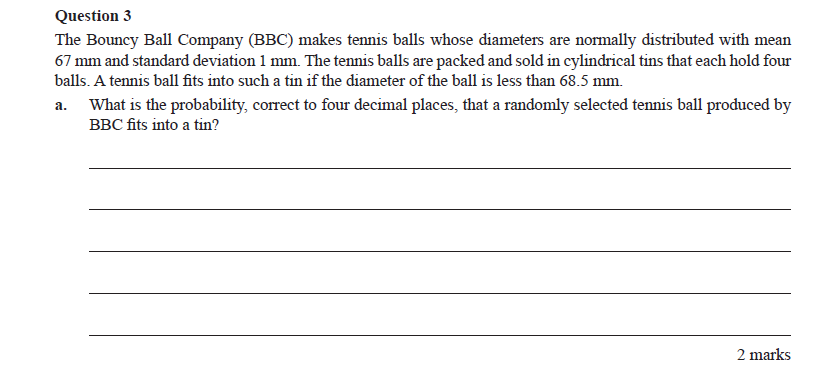 Question 3
The Bouncy Ball Company (BBC) makes tennis balls whose diameters are normally distributed with mean
67 mm and standard deviation 1 mm. The tennis balls are packed and sold in cylindrical tins that each hold four
balls. A tennis ball fits into such a tin if the diameter of the ball is less than 68.5 mm.
a. What is the probability, correct to four decimal places, that a randomly selected tennis ball produced by
BBC fits into a tin?
2 marks